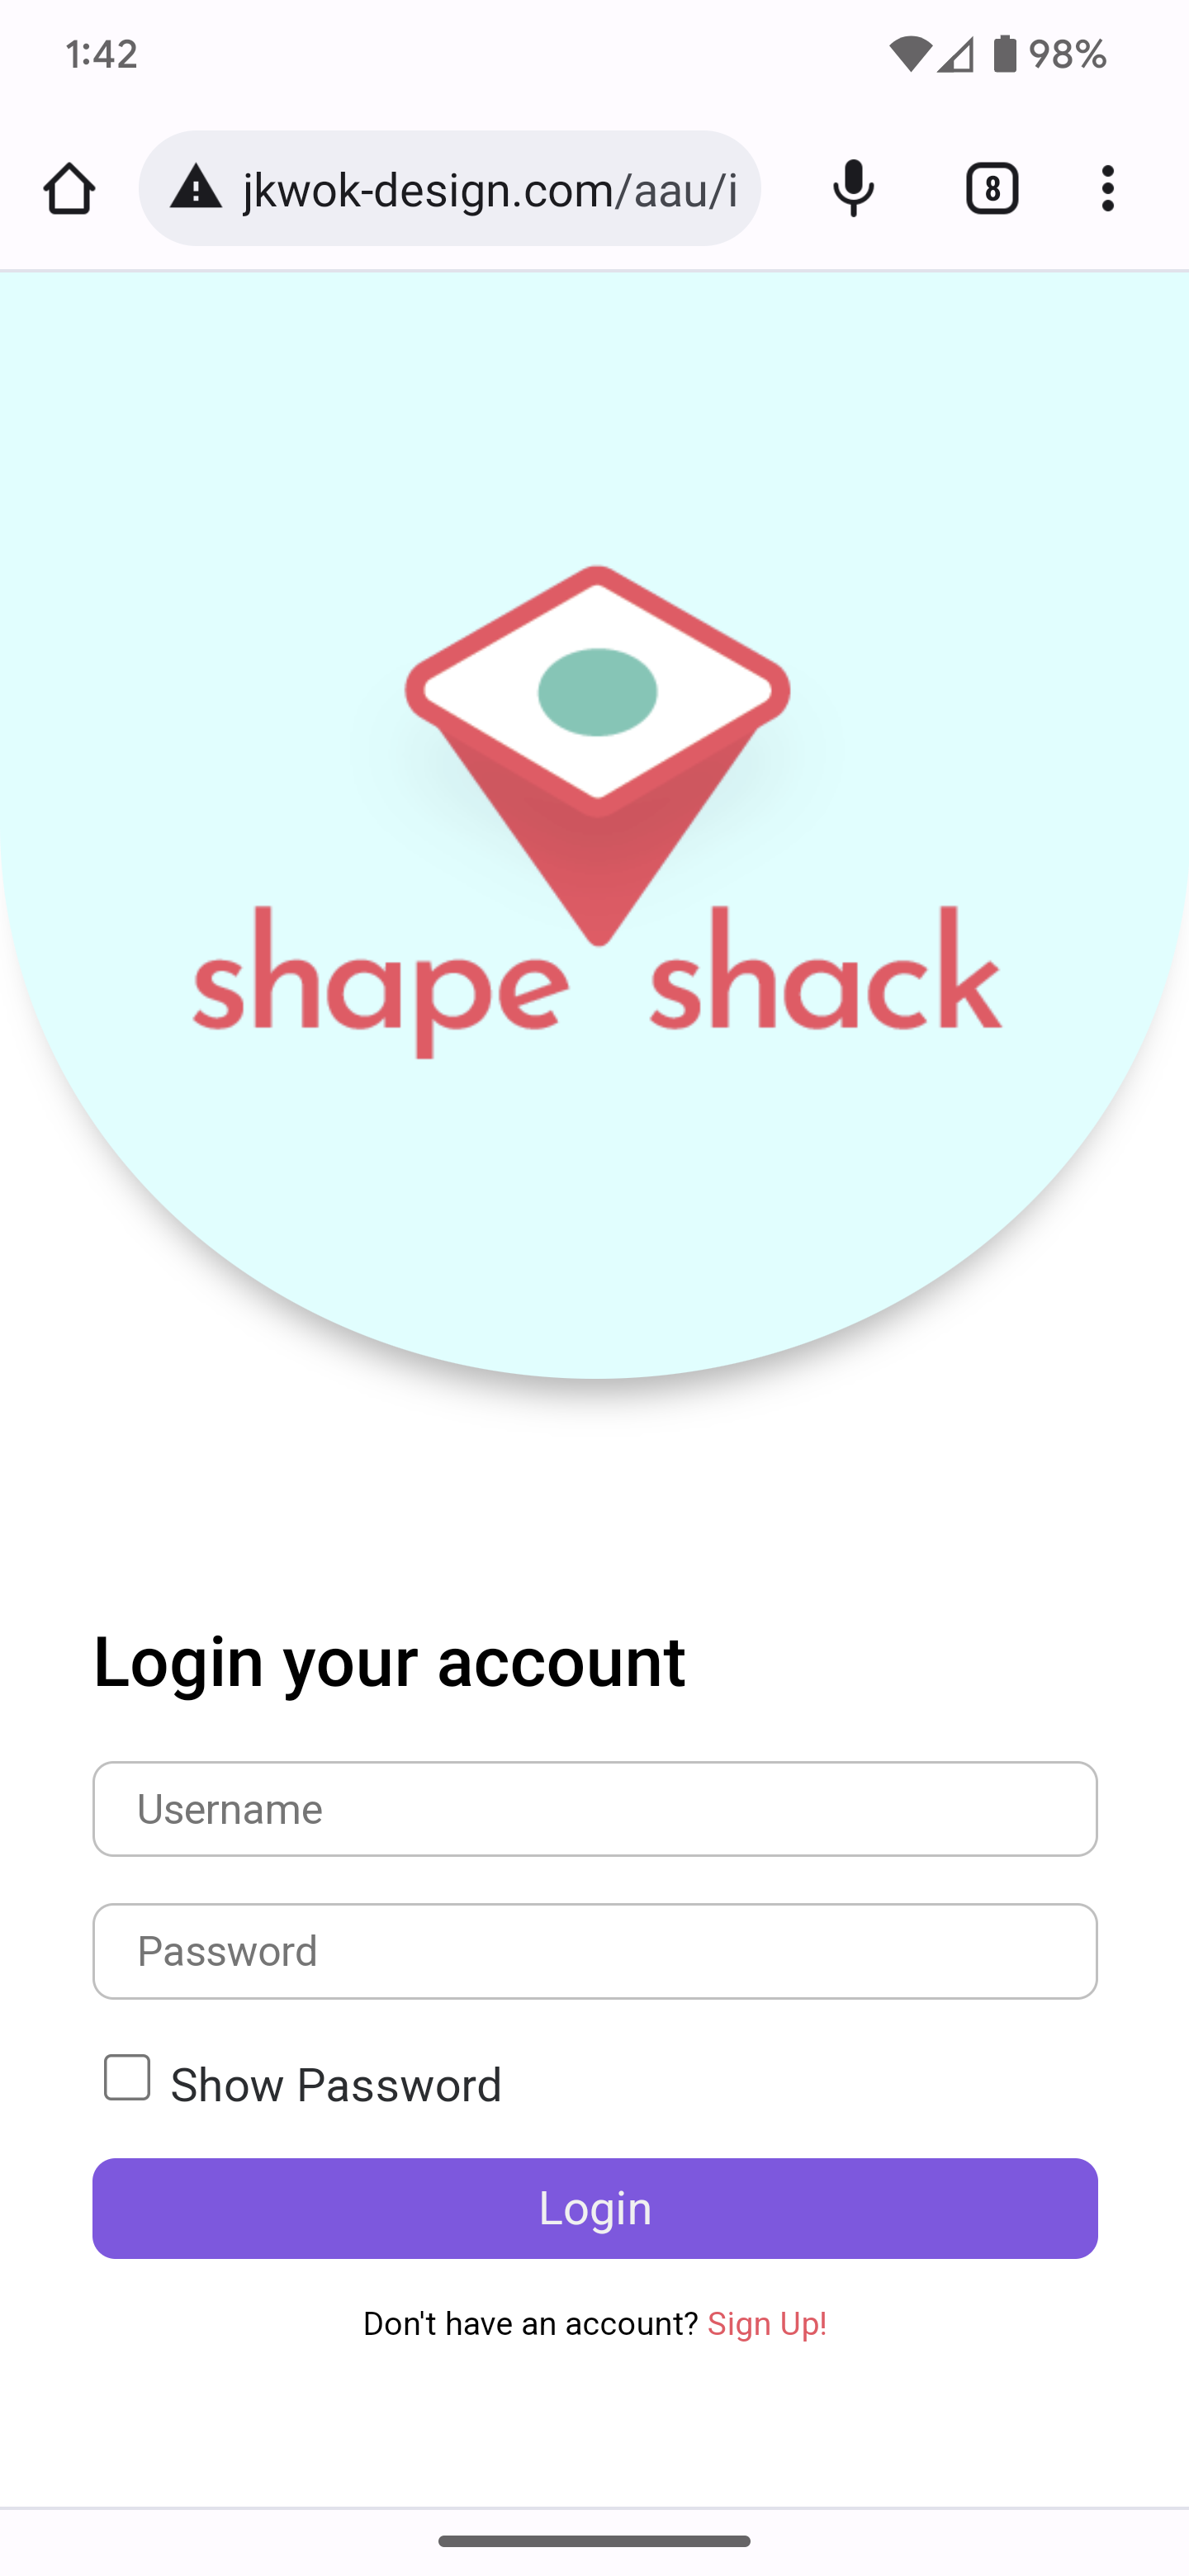 1:42
98%
jkwok-design.com/aau/i
8
shape shack
Login your account
Username
Password
Show Password
Login
Don't have an account? Sign Up!